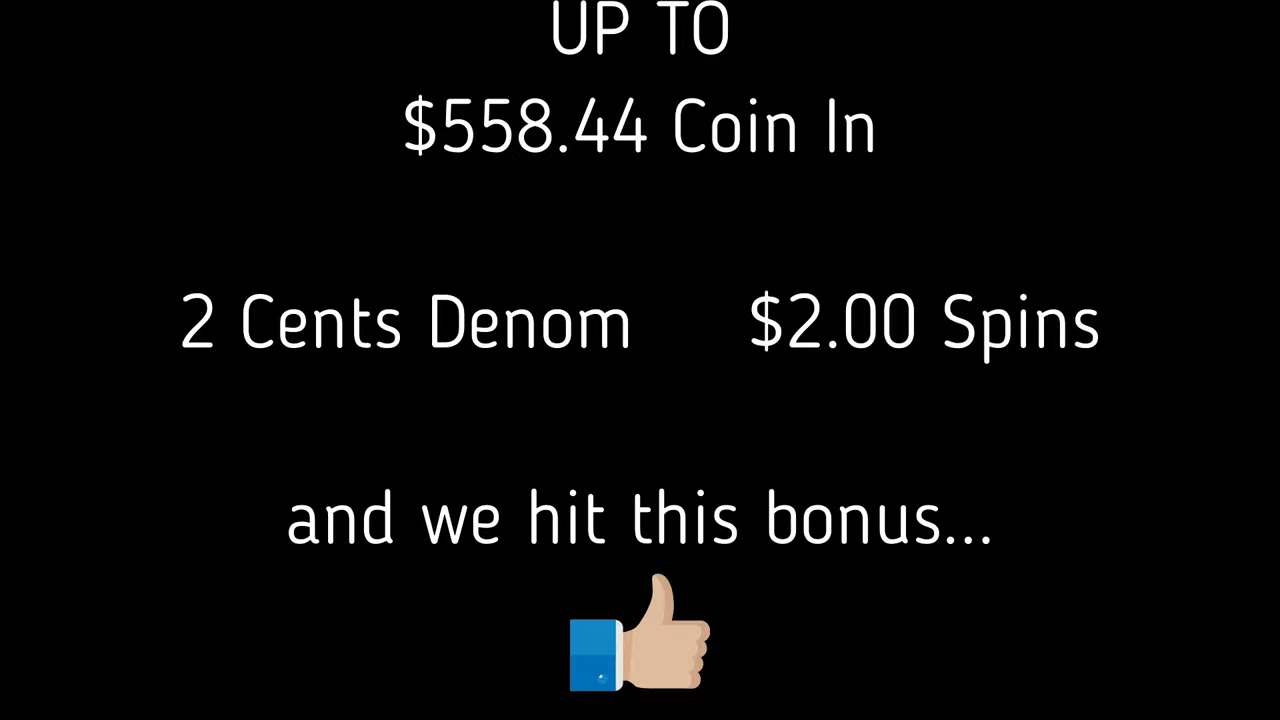 UP TO
$558.44 Coin In
2 Cents Denom $2.00 Spins
and we hit this bonus...